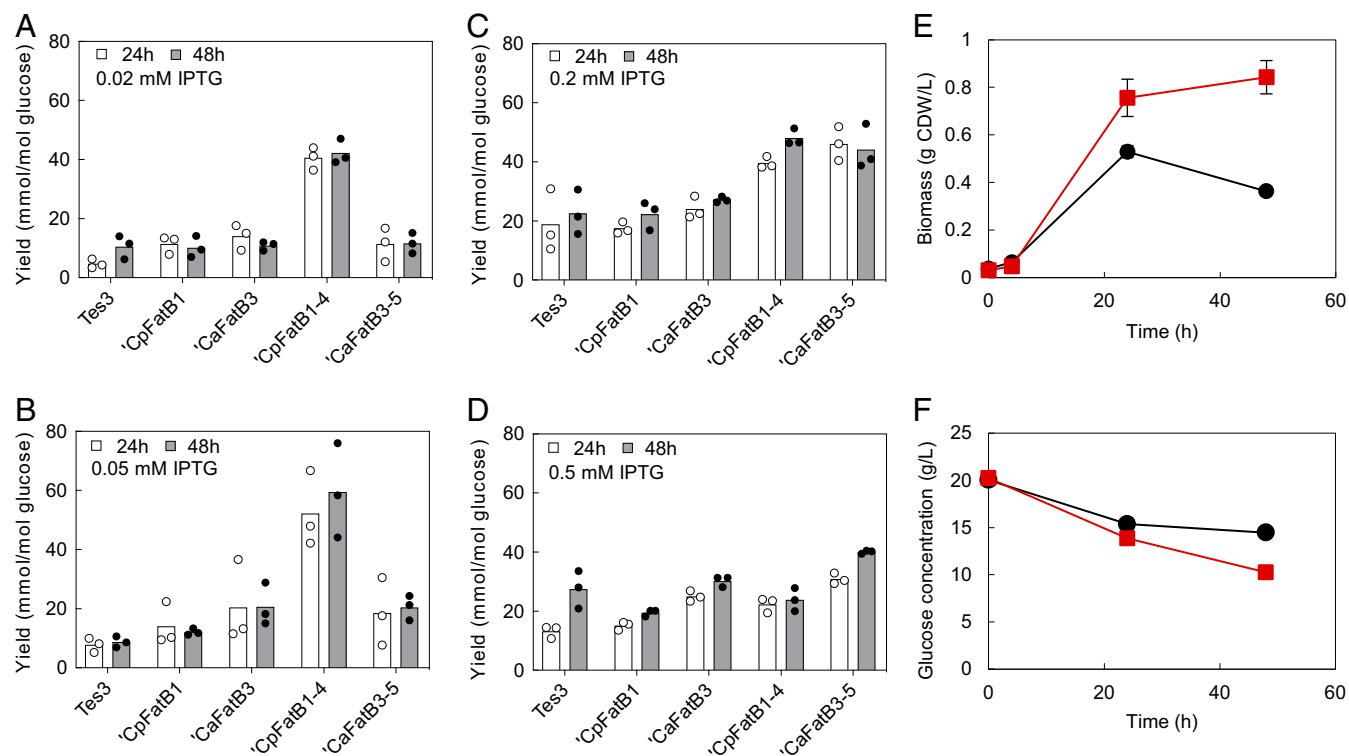 A
80
60
40
20
0
Yield (mmol/mol glucose)
24h 48h
0.02 mM IPTG
Tes3
'CpFatB1
'CaFatB3
'CpFatB1-4
'CaFatB3-5
B
80
60
40
20
0
Yield (mmol/mol glucose)
24h 48h
0.05 mM IPTG
Tes3
'CpFatB1
'CaFatB3
'CpFatB1-4
'CaFatB3-5
C
80
60
40
20
0
Yield (mmol/mol glucose)
24h 48h
0.2 mM IPTG
Tes3
'CpFatB1
'CaFatB3
'CpFatB1-4
'CaFatB3-5
D
80
60
40
20
0
Yield (mmol/mol glucose)
24h 48h
0.5 mM IPTG
Tes3
'CpFatB1
'CaFatB3
'CpFatB1-4
'CaFatB3-5
E
1
0.8
0.6
0.4
0.2
0
Biomass (g CDW/L)
0 20 40 60
Time (h)
F
25
20
15
10
5
0
Glucose concentration (g/L)
0 20 40 60
Time (h)